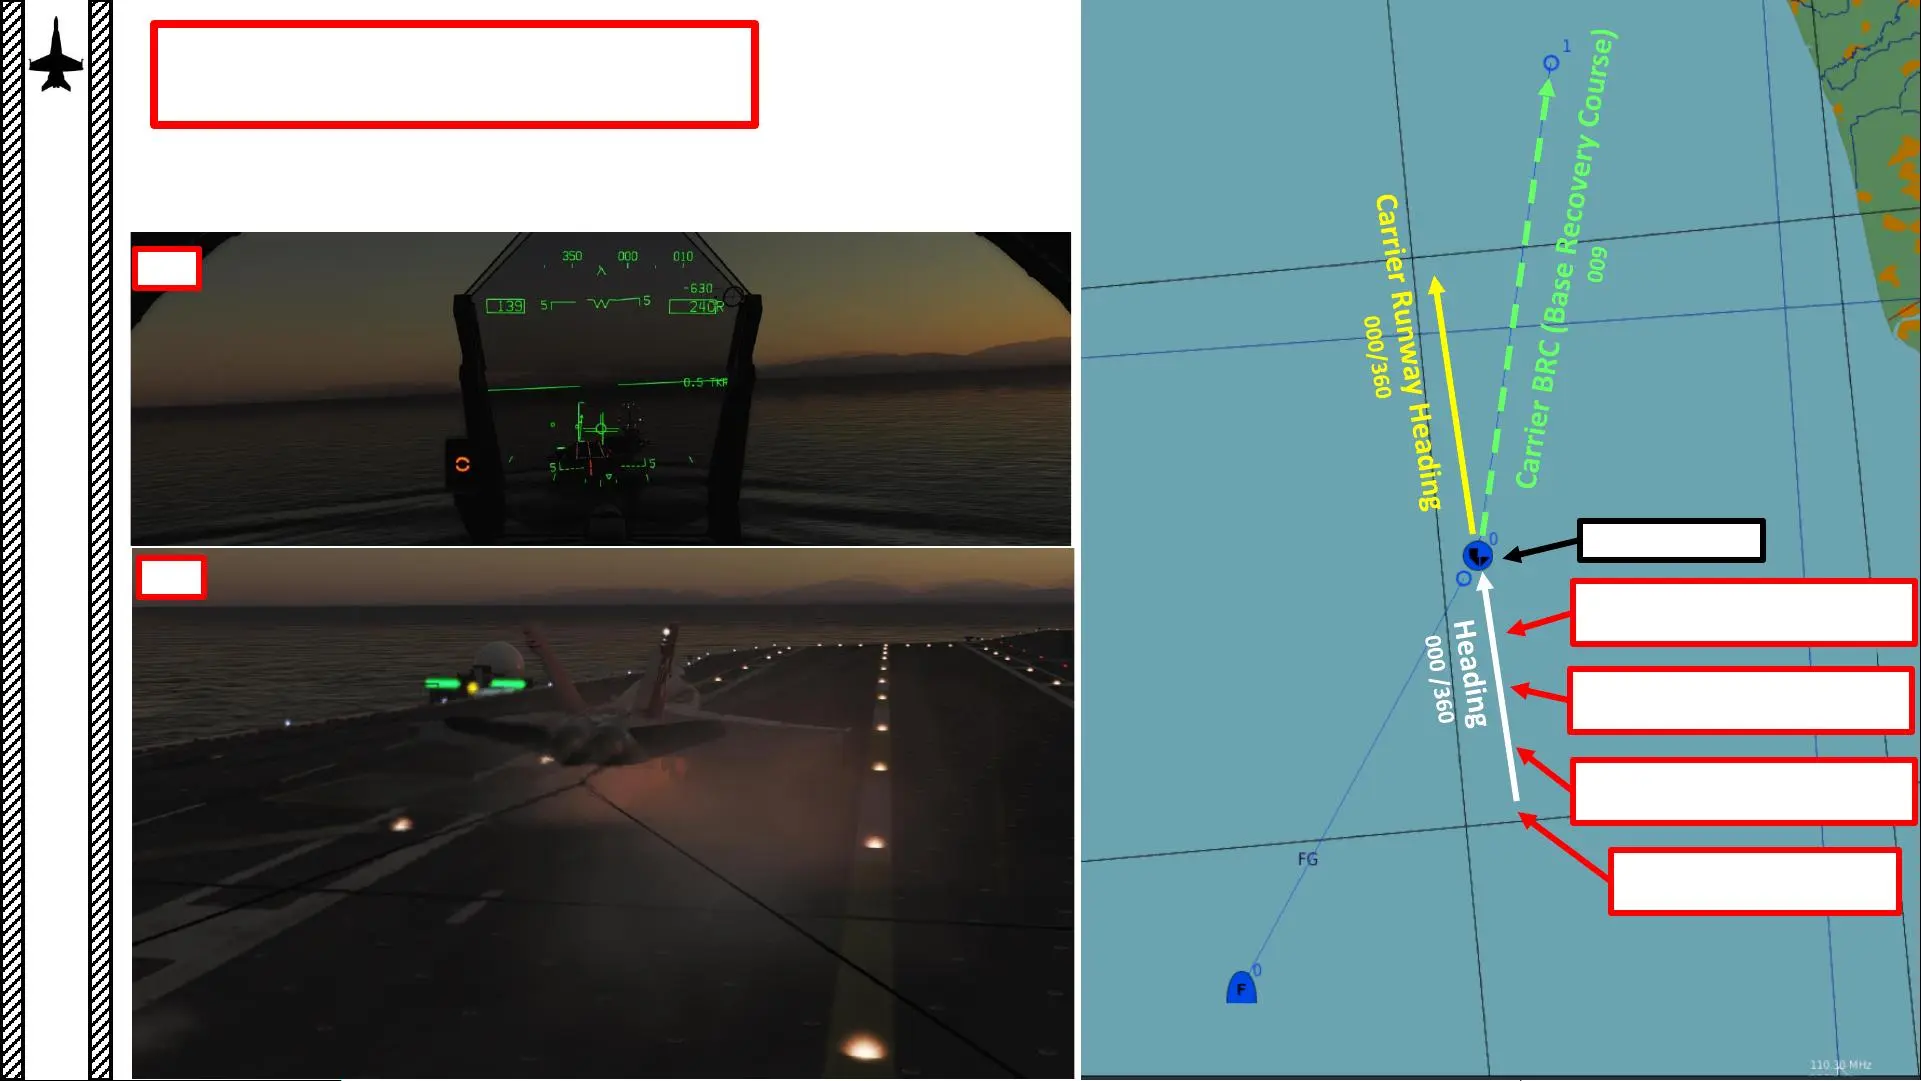 350 000 010
-630
139
5 5
240R
0.5 TKR
5 5
1
Carrier BRC (Base Recovery Course)
009
Carrier Runway Heading
000/360
0
Heading
000 /360
FG
0
F
110.30 MHz